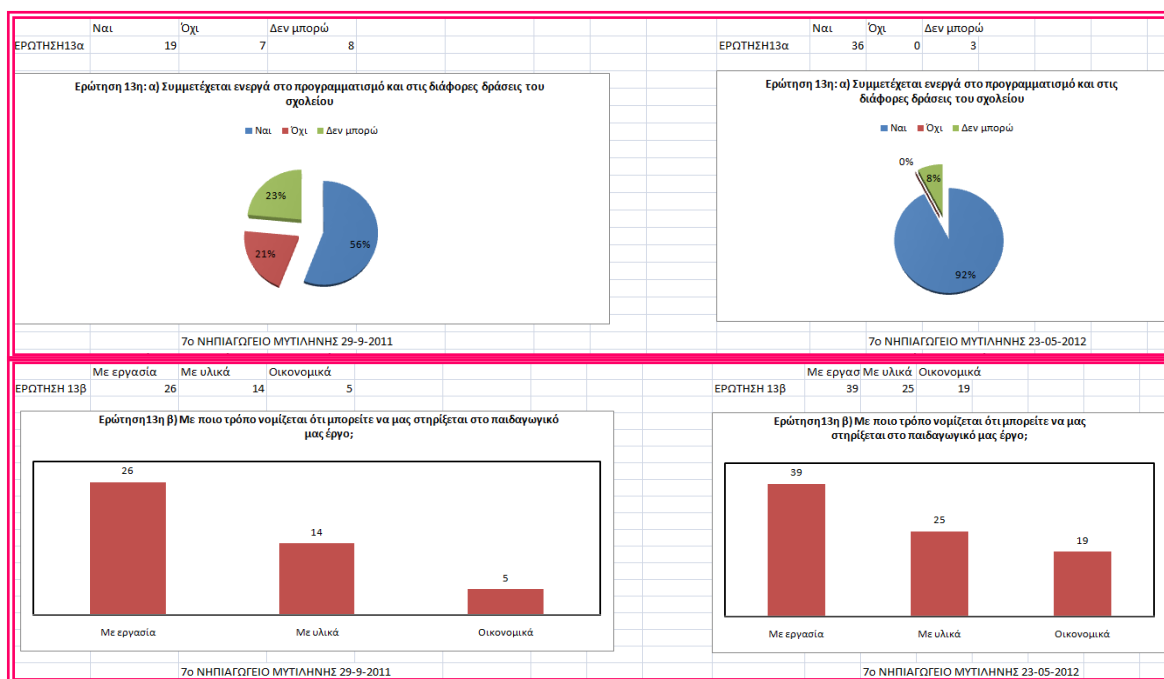 Ναι Όχι Δεν μπορώ
ΕΡΩΤΗΣΗ13α 19 7 8
Ερώτηση 13η: α) Συμμετέχεται ενεργά στο προγραμματισμό και στις διάφορες δράσεις του
σχολείου
Ναι Όχι Δεν μπορώ
23%
56%
21%
7ο ΝΗΠΙΑΓΩΓΕΙΟ ΜΥΤΙΛΗΝΗΣ 29-9-2011
Ναι Όχι Δεν μπορώ
ΕΡΩΤΗΣΗ13α 36 0 3
Ερώτηση 13η: α) Συμμετέχεται ενεργά στο προγραμματισμό και στις
διάφορες δράσεις του σχολείου
Ναι Όχι Δεν μπορώ
0%
8%
92%
7ο ΝΗΠΙΑΓΩΓΕΙΟ ΜΥΤΙΛΗΝΗΣ 23-05-2012
Με εργασία Με υλικά Οικονομικά
ΕΡΩΤΗΣΗ 13β 26 14 5
Ερώτηση13η β) Με ποιο τρόπο νομίζεται ότι μπορείτε να μας στηρίξεται στο παιδαγωγικό
μας έργο;
26
14
5
Με εργασία Με υλικά Οικονομικά
7ο ΝΗΠΙΑΓΩΓΕΙΟ ΜΥΤΙΛΗΝΗΣ 29-9-2011
Με εργασ Με υλικά Οικονομικά
ΕΡΩΤΗΣΗ 13β 39 25 19
Ερώτηση13η β) Με ποιο τρόπο νομίζεται ότι μπορείτε να μας
στηρίξεται στο παιδαγωγικό μας έργο;
39
25
19
Με εργασία Με υλικά Οικονομικά
7ο ΝΗΠΙΑΓΩΓΕΙΟ ΜΥΤΙΛΗΝΗΣ 23-05-2012